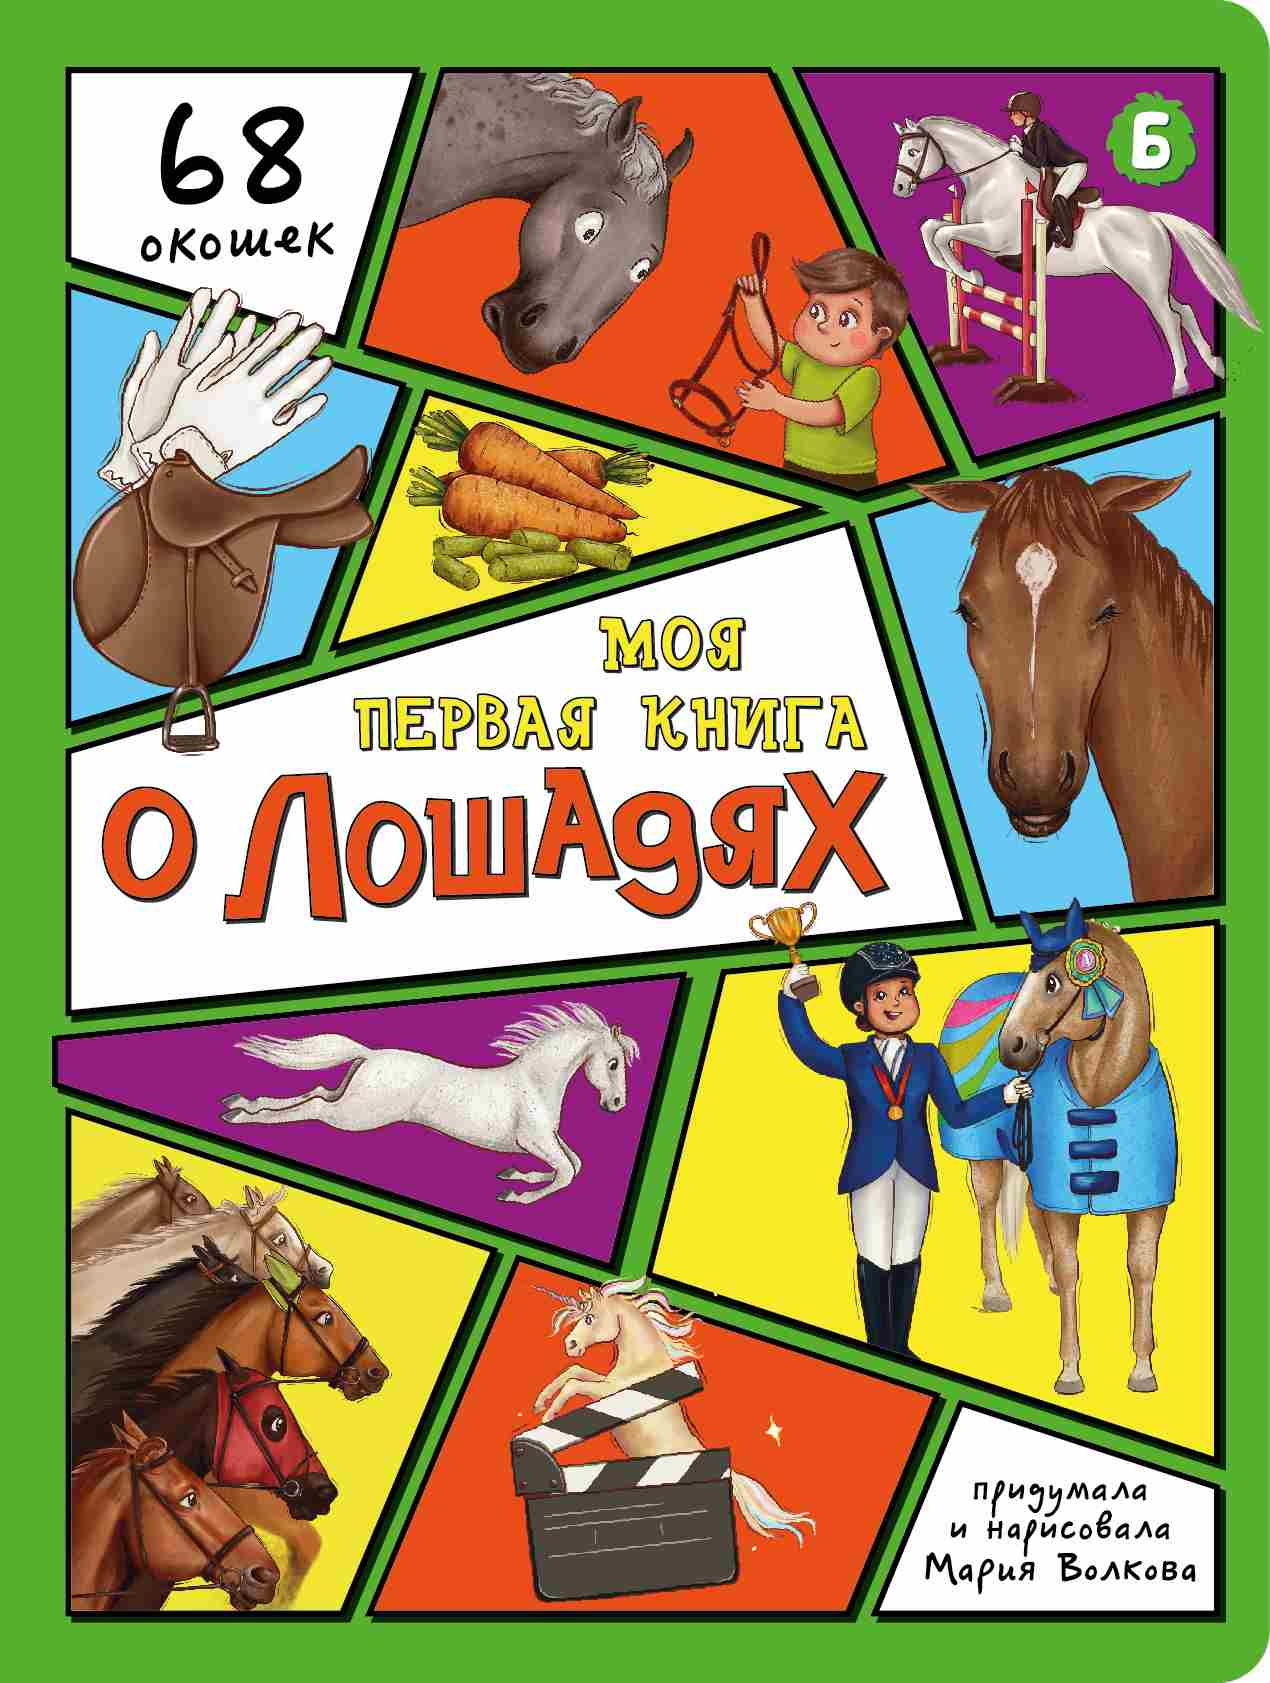 68
окошек
Б
Моя
первая книга
о лошадях
придумала
и нарисовала
Мария Волкова